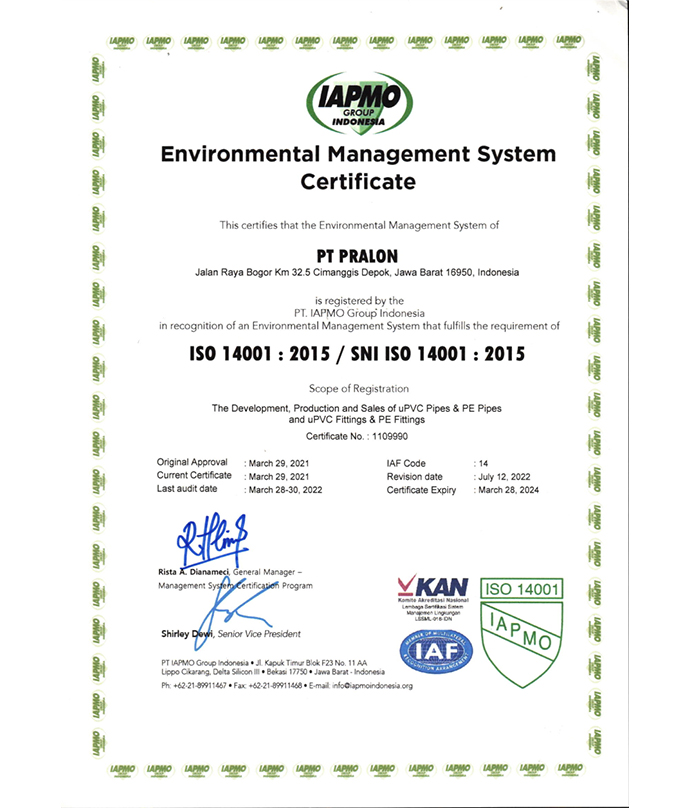 IAPMO
GROUP
INDONESIA
Environmental Management System
Certificate
This certifies that the Environmental Management System of
PT PRALON
Jalan Raya Bogor Km 32.5 Cimanggis Depok, Jawa Barat 16950, Indonesia
is registered by the
PT. IAPMO Group Indonesia
in recognition of an Environmental Management System that fulfills the requirement of
ISO 14001 : 2015 / SNI ISO 14001 : 2015
Scope of Registration
The Development, Production and Sales of uPVC Pipes & PE Pipes
and uPVC Fittings & PE Fittings
Certificate No. : 1109990
Original Approval : March 29, 2021
Current Certificate : March 29, 2021
Last audit date : March 28-30, 2022
IAF Code : 14
Revision date : July 12, 2022
Certificate Expiry : March 28, 2024
Rista A. Dianameci, General Manager –
Management System Certification Program
Shirley Dewi, Senior Vice President
PT IAPMO Group Indonesia • Jl. Kapuk Timur Blok F23 No. 11 AA
Lippo Cikarang, Delta Silicon III • Bekasi 17750 • Jawa Barat - Indonesia
Ph: +62-21-89911467 • Fax: +62-21-89911468 • E-mail: info@iapmoindonesia.org
KAN
Komite Akreditasi Nasional
Lembaga Sertifikasi Sistem
Manajemen Lingkungan
LSSML-018-IDN
MEMBER OF MULTILATERAL
IAF
RECOGNITION ARRANGEMENT
ISO 14001
IAPMO